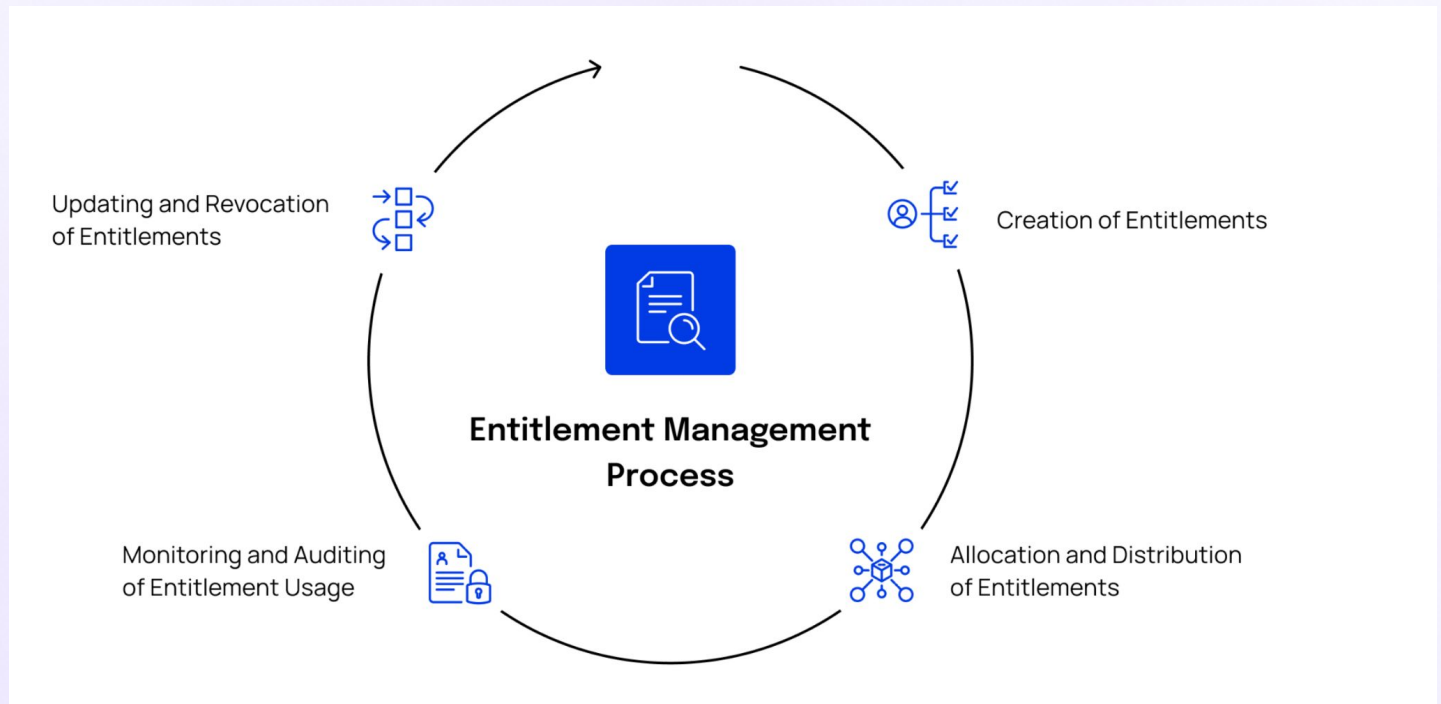 Updating and Revocation
of Entitlements
Creation of Entitlements
Entitlement Management
Process
Monitoring and Auditing
of Entitlement Usage
Allocation and Distribution
of Entitlements